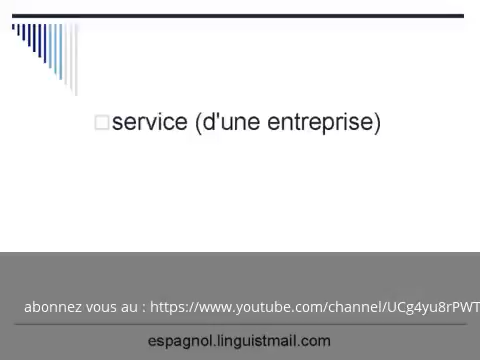 service (d'une entreprise)
abonnez vous au : https://www.youtube.com/channel/UCg4yu8rPWT
espagnol.linguistmail.com